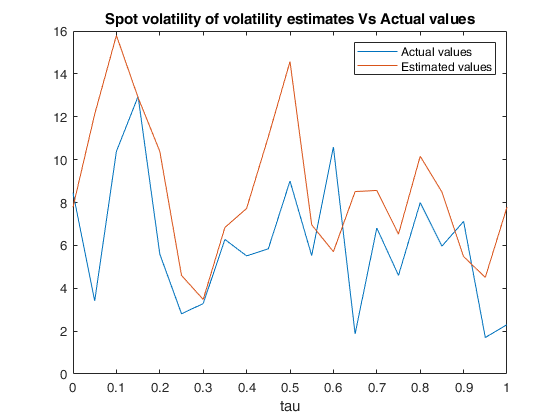 Spot volatility of volatility estimates Vs Actual values
Actual values
Estimated values
16
14
12
10
8
6
4
2
0
0 0.1 0.2 0.3 0.4 0.5 0.6 0.7 0.8 0.9 1
tau